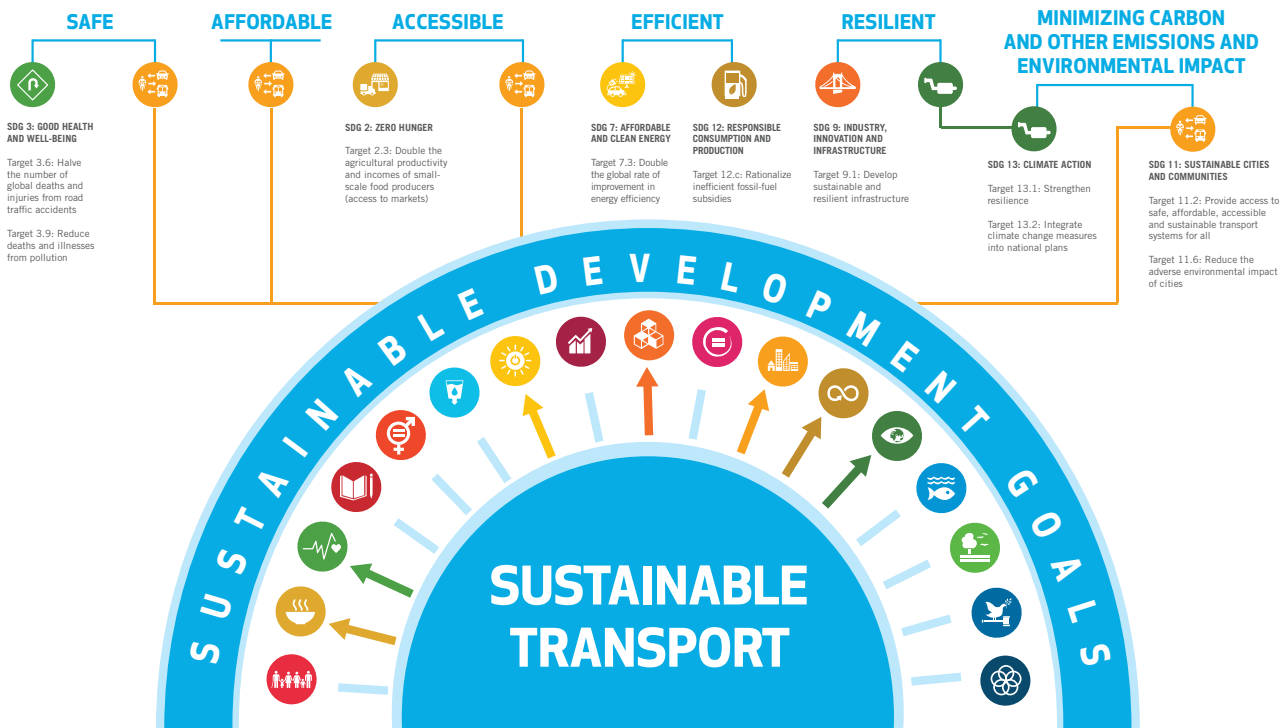 SAFE
AFFORDABLE
ACCESSIBLE
EFFICIENT
RESILIENT
MINIMIZING CARBON
AND OTHER EMISSIONS AND
ENVIRONMENTAL IMPACT
SDG 3: GOOD HEALTH
AND WELL-BEING
Target 3.6: Halve
the number of
global deaths and
injuries from road
traffic accidents
Target 3.9: Reduce
deaths and illnesses
from pollution
SDG 2: ZERO HUNGER
Target 2.3: Double the
agricultural productivity
and incomes of small-
scale food producers
(access to markets)
SDG 7: AFFORDABLE
AND CLEAN ENERGY
Target 7.3: Double
the global rate of
improvement in
energy efficiency
SDG 12: RESPONSIBLE
CONSUMPTION AND
PRODUCTION
Target 12.c: Rationalize
inefficient fossil-fuel
subsidies
SDG 9: INDUSTRY,
INNOVATION AND
INFRASTRUCTURE
Target 9.1: Develop
sustainable and
resilient infrastructure
SDG 13: CLIMATE ACTION
Target 13.1: Strengthen
resilience
Target 13.2: Integrate
climate change measures
into national plans
SDG 11: SUSTAINABLE CITIES
AND COMMUNITIES
Target 11.2: Provide access to
safe, affordable, accessible
and sustainable transport
systems for all
Target 11.6: Reduce the
adverse environmental impact
of cities
SUSTAINABLE DEVELOPMENT GOALS
SUSTAINABLE
TRANSPORT